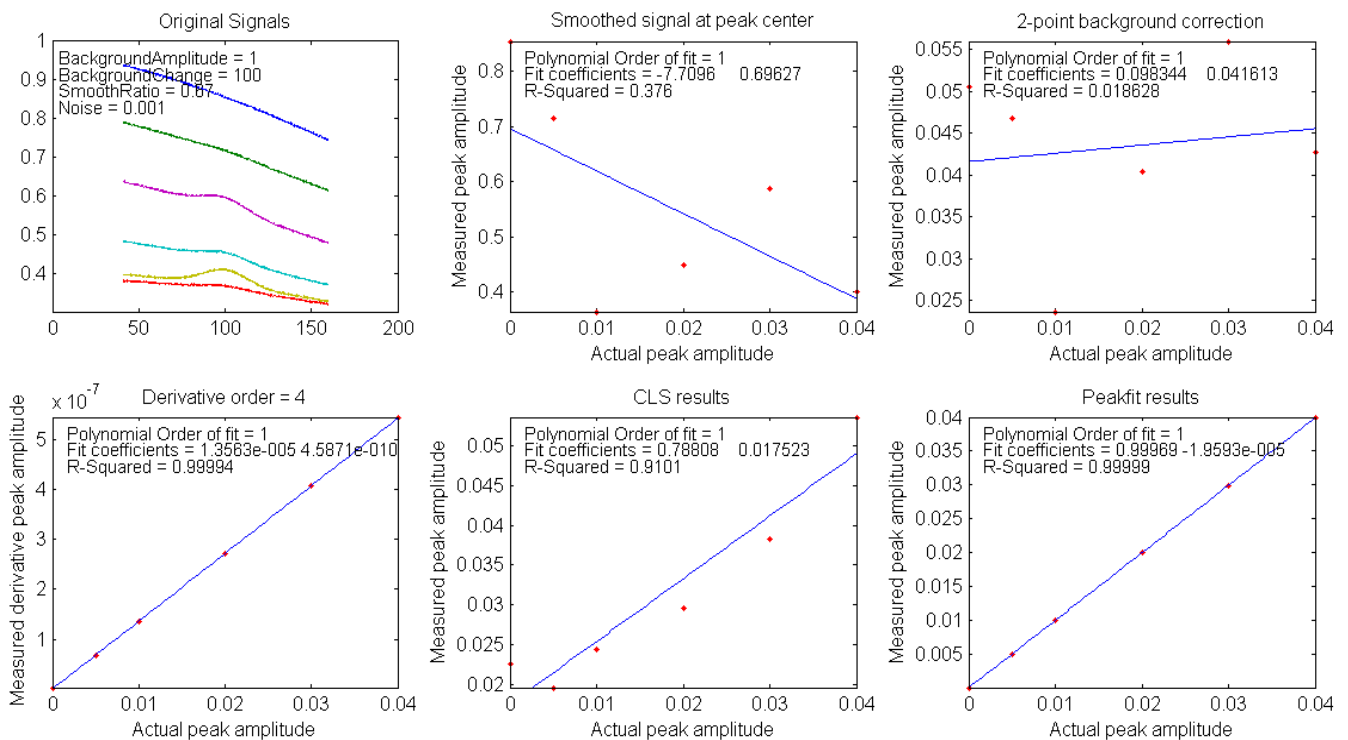 Original Signals
BackgroundAmplitude = 1
BackgroundChange = 100
SmoothRatio = 0.87
Noise = 0.001
1
0.9
0.8
0.7
0.6
0.5
0.4
0 50 100 150 200
Smoothed signal at peak center
Polynomial Order of fit = 1
Fit coefficients = -7.7096 0.69627
R-Squared = 0.376
Measured peak amplitude
0.8
0.7
0.6
0.5
0.4
0 0.01 0.02 0.03 0.04
Actual peak amplitude
2-point background correction
Polynomial Order of fit = 1
Fit coefficients = 0.098344 0.041613
R-Squared = 0.018628
Measured peak amplitude
0.055
0.05
0.045
0.04
0.035
0.03
0.025
0 0.01 0.02 0.03 0.04
Actual peak amplitude
Derivative order = 4
x 10-7
Polynomial Order of fit = 1
Fit coefficients = 1.3563e-005 4.5871e-010
R-Squared = 0.99994
Measured derivative peak amplitude
5
4
3
2
1
0 0.01 0.02 0.03 0.04
Actual peak amplitude
CLS results
Polynomial Order of fit = 1
Fit coefficients = 0.78808 0.017523
R-Squared = 0.9101
Measured peak amplitude
0.05
0.045
0.04
0.035
0.03
0.025
0.02
0 0.01 0.02 0.03 0.04
Actual peak amplitude
Peakfit results
Polynomial Order of fit = 1
Fit coefficients = 0.99969 -1.9593e-005
R-Squared = 0.99999
Measured peak amplitude
0.04
0.035
0.03
0.025
0.02
0.015
0.01
0.005
0 0.01 0.02 0.03 0.04
Actual peak amplitude